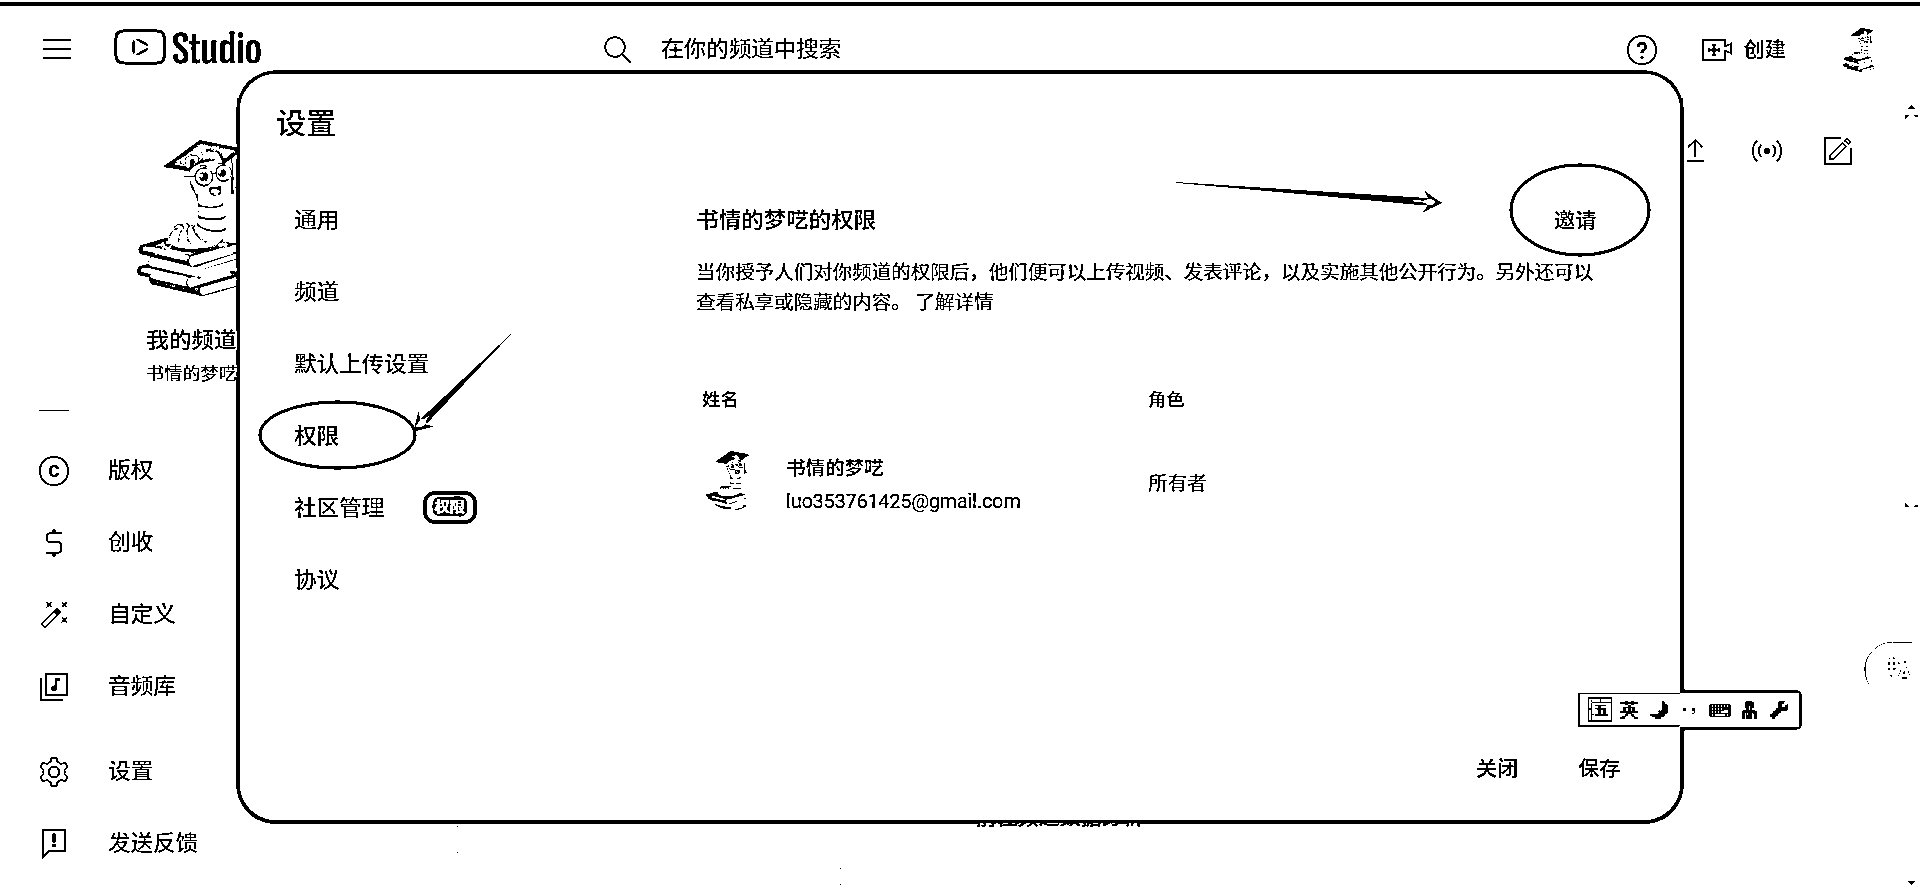 Studio
在你的频道中搜索
创建
设置
通用
书情的梦呓的权限
邀请
当你授予人们对你频道的权限后，他们便可以上传视频、发表评论，以及实施其他公开行为。另外还可以
查看私享或隐藏的内容。 了解详情
频道
我的频道
书情的梦呓
默认上传设置
姓名
角色
权限
书情的梦呓
luo353761425@gmail.com
所有者
版权
社区管理
权限
创收
协议
自定义
音频库
五 英
设置
关闭
保存
发送反馈